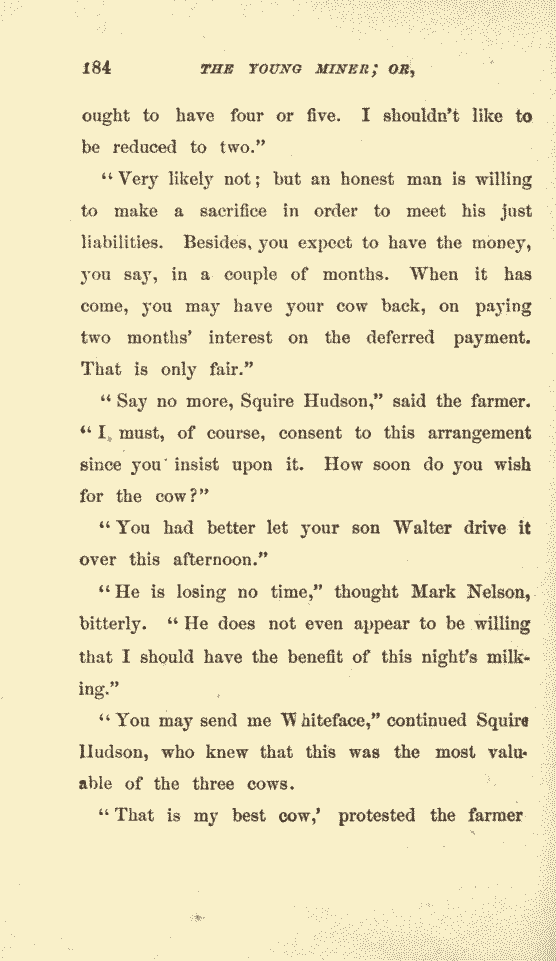 184 THE YOUNG MINER; OR,
ought to have four or five. I shouldn't like to
be reduced to two.”
“Very likely not; but an honest man is willing
to make a sacrifice in order to meet his just
liabilities. Besides, you expect to have the money,
you say, in a couple of months. When it has
come, you may have your cow back, on paying
two months' interest on the deferred payment.
That is only fair.”
“Say no more, Squire Hudson,” said the farmer.
“I must, of course, consent to this arrangement
since you insist upon it. How soon do you wish
for the cow?”
“You had better let your son Walter drive it
over this afternoon.”
“He is losing no time,” thought Mark Nelson,
bitterly. “He does not even appear to be willing
that I should have the benefit of this night's milk-
ing.”
“You may send me Whiteface,” continued Squire
Hudson, who knew that this was the most valu-
able of the three cows.
“That is my best cow,' protested the farmer